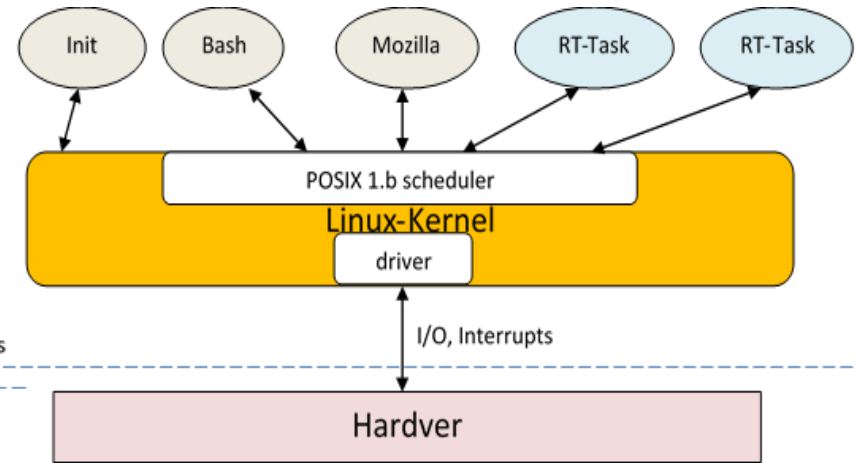 Init
Bash
Mozilla
RT-Task
RT-Task
POSIX 1.b scheduler
Linux-Kernel
driver
I/O, Interrupts
s
Hardver